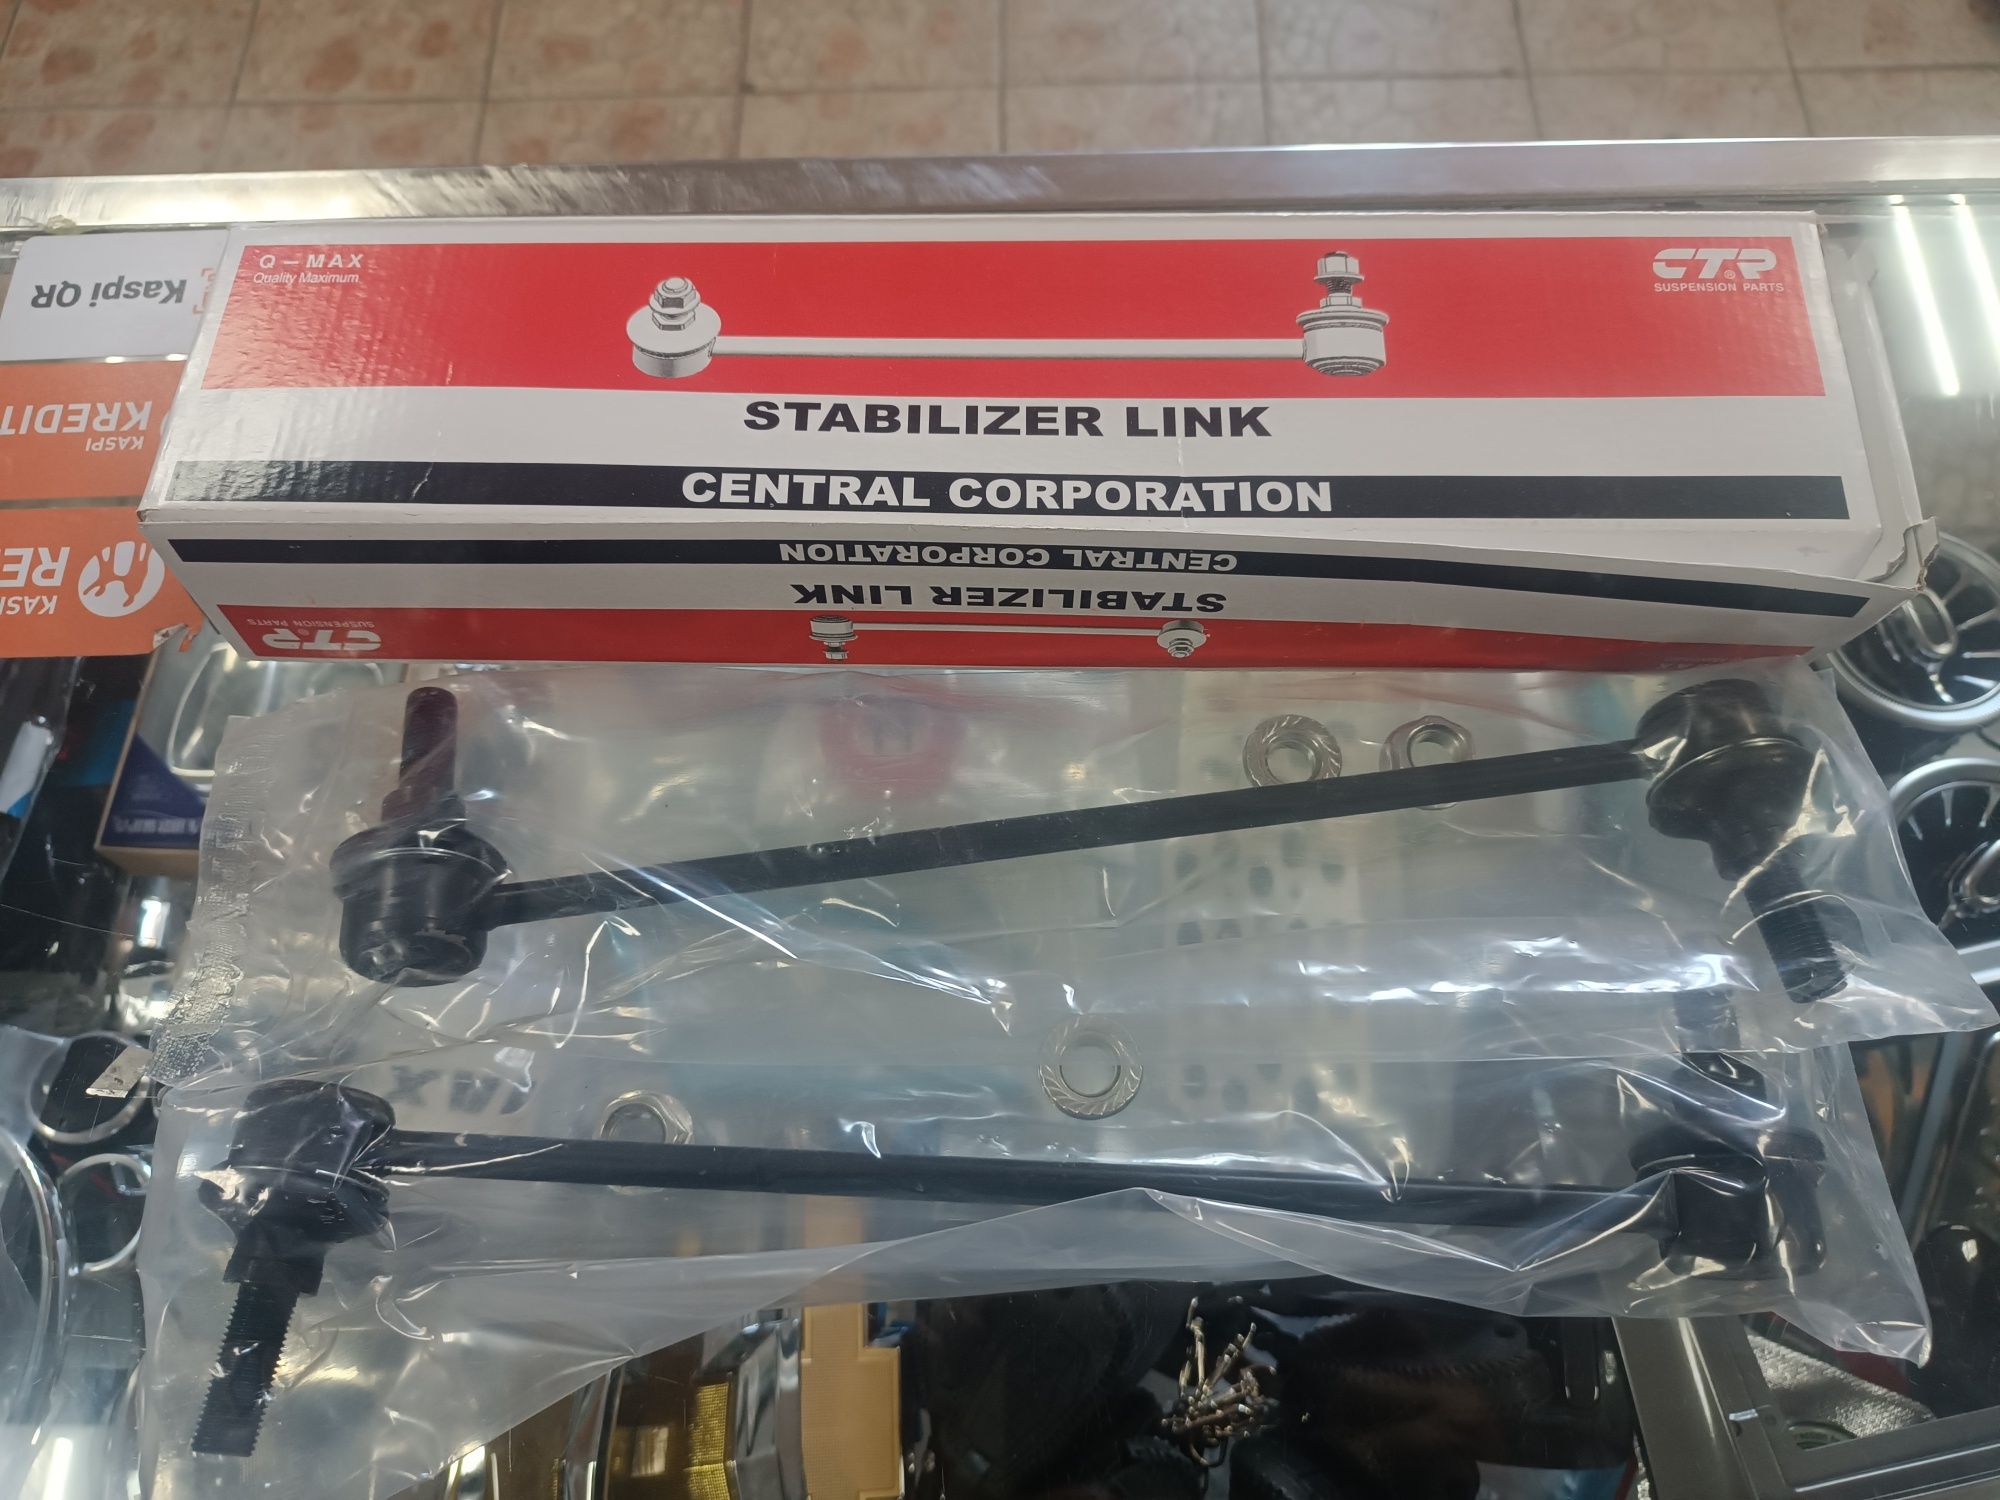 Q – MAX
Quality Maximum
CTR®
SUSPENSION PARTS
STABILIZER LINK
CENTRAL CORPORATION
CENTRAL CORPORATION
STABILIZER LINK
CTR®
SUSPENSION PARTS
Kaspi QR
KASPI
KREDIT
KASPI